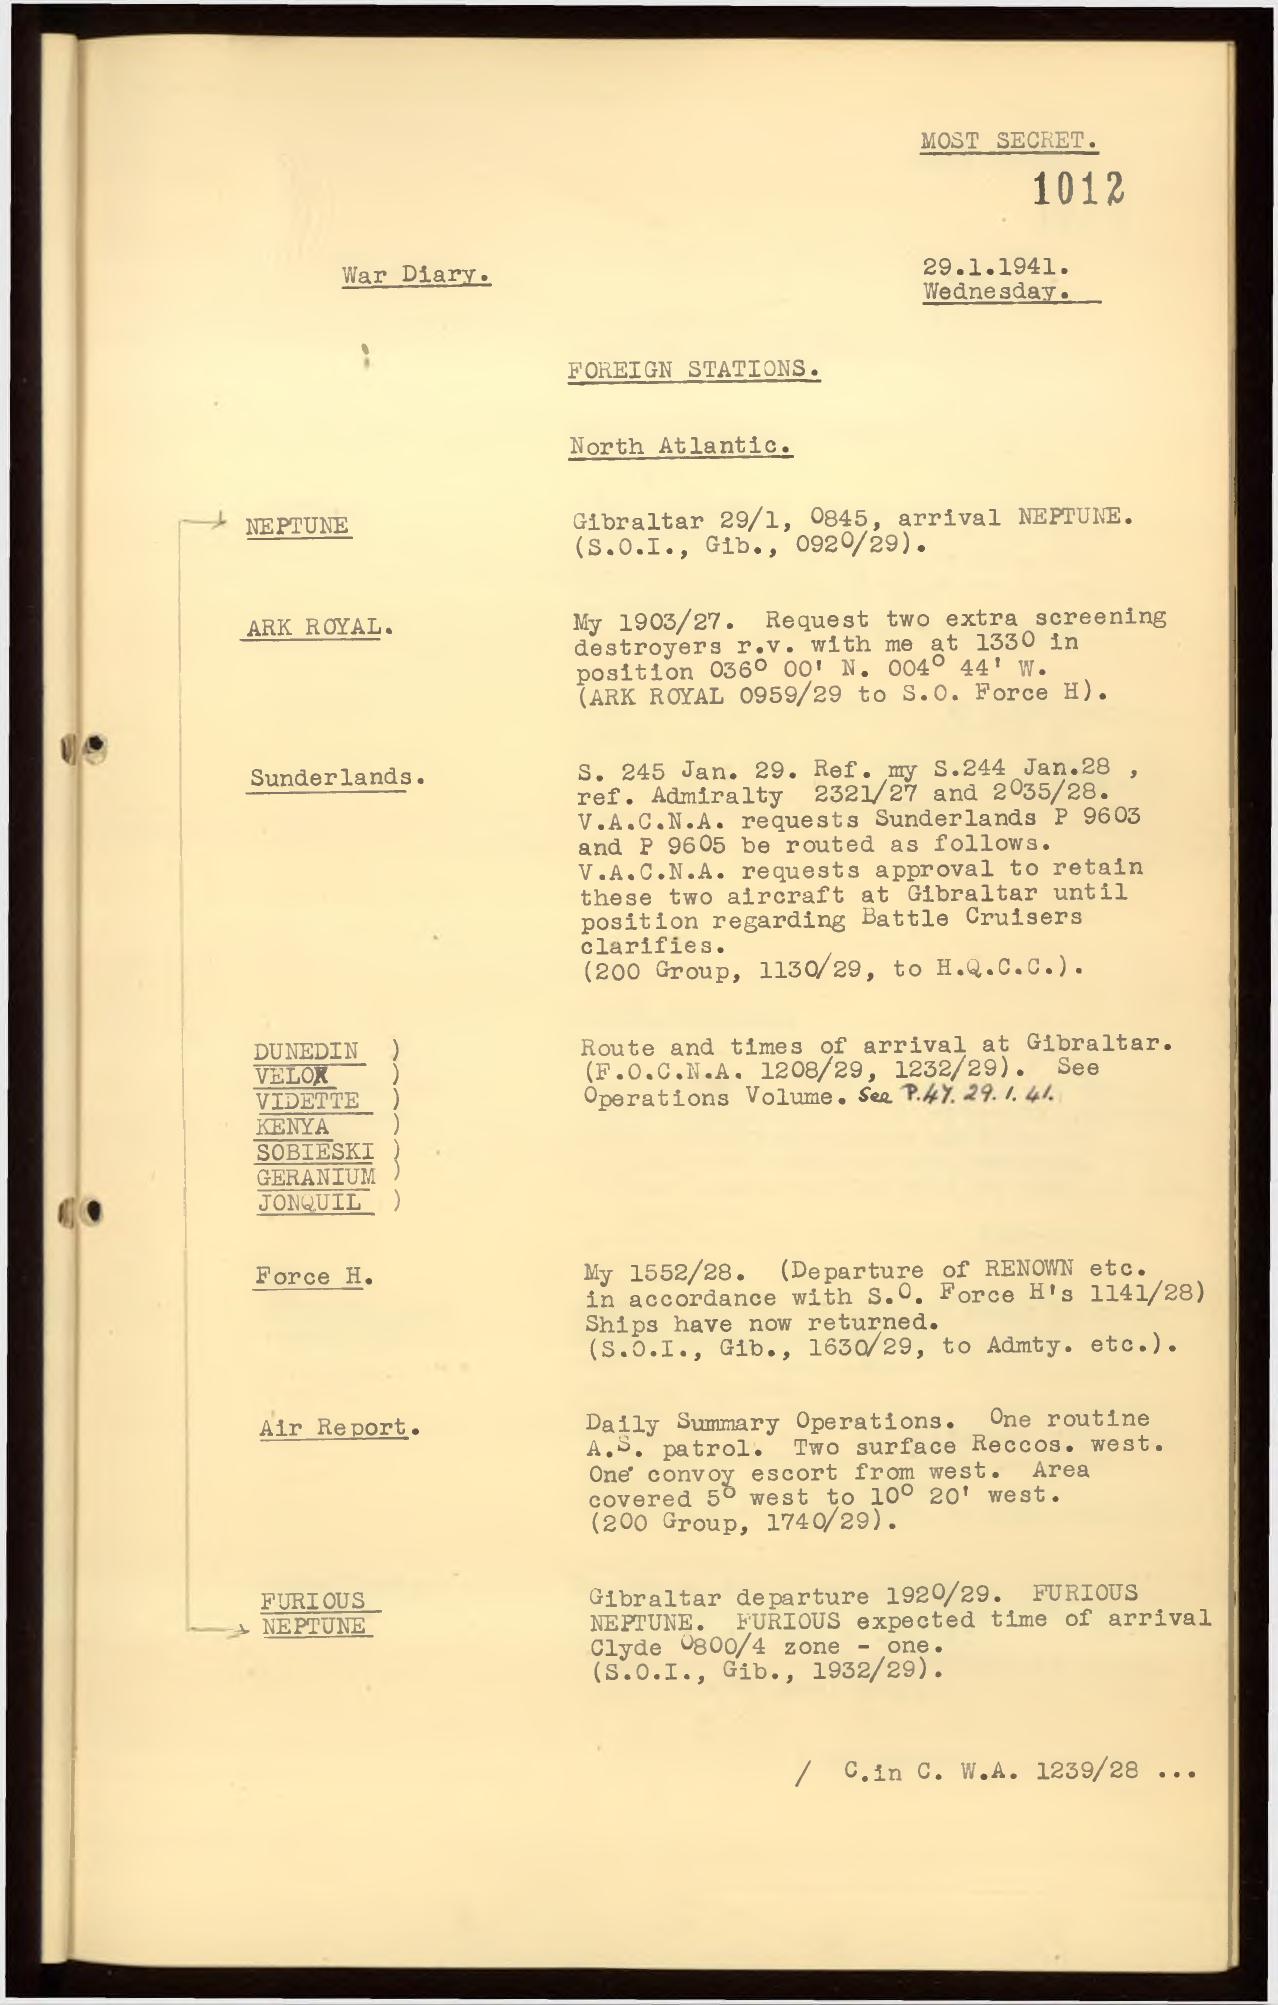 MOST SECRET.
1012
War Diary.
29.1.1941.
Wednesday.
FOREIGN STATIONS.
North Atlantic.
NEPTUNE
Gibraltar 29/1, 0845, arrival NEPTUNE.
(S.O.I., Gib., 0920/29).
ARK ROYAL.
My 1903/27. Request two extra screening
destroyers r.v. with me at 1330 in
position 036° 00' N. 004° 44' W.
(ARK ROYAL 0959/29 to S.O. Force H).
Sunderlands.
S. 245 Jan. 29. Ref. my S.244 Jan.28 ,
ref. Admiralty 2321/27 and 2035/28.
V.A.C.N.A. requests Sunderlands P 9603
and P 9605 be routed as follows.
V.A.C.N.A. requests approval to retain
these two aircraft at Gibraltar until
position regarding Battle Cruisers
clarifies.
(200 Group, 1130/29, to H.Q.C.C.).
DUNEDIN )
VELOX )
VIDETTE )
KENYA )
SOBIESKI )
GERANIUM )
JONQUIL )
Route and times of arrival at Gibraltar.
(F.O.C.N.A. 1208/29, 1232/29). See
Operations Volume. See P.47. 29.1.41.
Force H.
My 1552/28. (Departure of RENOWN etc.
in accordance with S.O. Force H's 1141/28)
Ships have now returned.
(S.O.I., Gib., 1630/29, to Admty. etc.).
Air Report.
Daily Summary Operations. One routine
A.S. patrol. Two surface Reccos. west.
One convoy escort from west. Area
covered 5° west to 10° 20' west.
(200 Group, 1740/29).
FURIOUS
NEPTUNE
Gibraltar departure 1920/29. FURIOUS
NEPTUNE. FURIOUS expected time of arrival
Clyde 0800/4 zone - one.
(S.O.I., Gib., 1932/29).
/ C.in C. W.A. 1239/28 ...